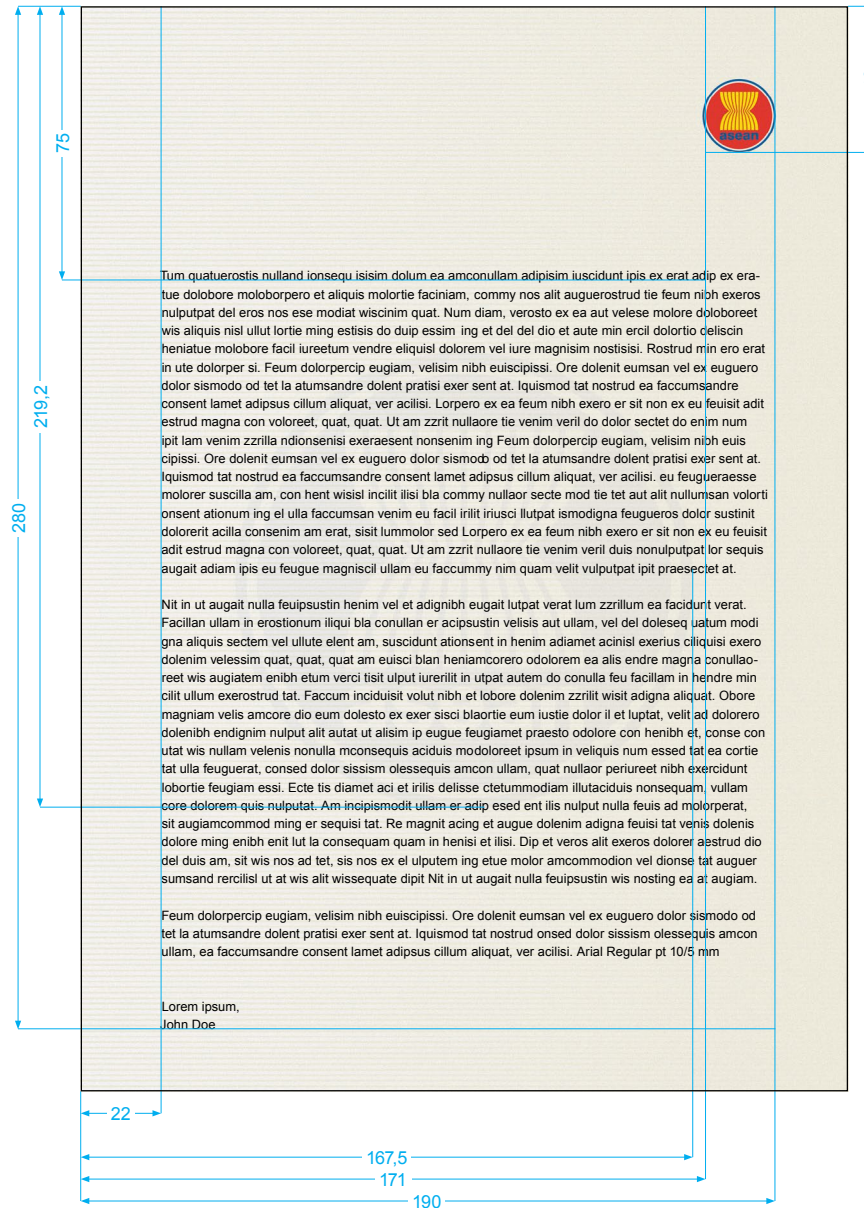 asean
75
219,2
280
Tum quatuerostis nulland ionsequ isisim dolum ea amconullam adipisim iuscidunt ipis ex erat adip ex era-
tue dolobore moloborpero et aliquis molortie faciniam, commy nos alit auguerostrud tie feum nibh exeros
nulputpat del eros nos ese modiat wiscinim quat. Num diam, verosto ex ea aut velese molore doloboreet
wis aliquis nisl ullut lortie ming estisis do duip essim ing et del del dio et aute min ercil dolortio deliscin
heniatue molobore facil iureetum vendre eliquisl dolorem vel iure magnisim nostisisi. Rostrud min ero erat
in ute dolorper si. Feum dolorpercip eugiam, velisim nibh euiscipissi. Ore dolenit eumsan vel ex euguero
dolor sismodo od tet la atumsandre dolent pratisi exer sent at. Iquismod tat nostrud ea faccumsandre
consent lamet adipsus cillum aliquat, ver acilisi. Lorpero ex ea feum nibh exero er sit non ex eu feuisit adit
estrud magna con voloreet, quat, quat. Ut am zzrit nullaore tie venim veril do dolor sectet do enim num
ipit lam venim zzrilla ndionsenisi exeraesent nonsenim ing Feum dolorpercip eugiam, velisim nibh euis
cipissi. Ore dolenit eumsan vel ex euguero dolor sismodo od tet la atumsandre dolent pratisi exer sent at.
Iquismod tat nostrud ea faccumsandre consent lamet adipsus cillum aliquat, ver acilisi. eu feugueraesse
molorer suscilla am, con hent wisisl incilit ilisi bla commy nullaor secte mod tie tet aut alit nullumsan volorti
onsent ationum ing el ulla faccumsan venim eu facil irilit iriusci llutpat ismodigna feugueros dolor sustinit
dolorerit acilla consenim am erat, sisit lummolor sed Lorpero ex ea feum nibh exero er sit non ex eu feuisit
adit estrud magna con voloreet, quat, quat. Ut am zzrit nullaore tie venim veril duis nonulputpat lor sequis
augait adiam ipis eu feugue magniscil ullam eu faccummy nim quam velit vulputpat ipit praesectet at.
Nit in ut augait nulla feuipsustin henim vel et adignibh eugait lutpat verat lum zzrillum ea facidunt verat.
Facillan ullam in erostionum iliqui bla conullan er acipsustin velisis aut ullam, vel del doleseq uatum modi
gna aliquis sectem vel ullute elent am, suscidunt ationsent in henim adiamet acinisl exerius ciliquisi exero
dolenim velessim quat, quat, quat am euisci blan heniamcorero odolorem ea alis endre magna conullao-
reet wis augiatem enibh etum verci tisit ulput iurerilit in utpat autem do conulla feu facillam in hendre min
cilit ullum exerostrud tat. Faccum inciduisit volut nibh et lobore dolenim zzrilit wisit adigna aliquat. Obore
magniam velis amcore dio eum dolesto ex exer sisci blaortie eum iustie dolor il et luptat, velit ad dolorero
dolenibh endignim nulput alit autat ut alisim ip eugue feugiamet praesto odolore con henibh et, conse con
utat wis nullam velenis nonulla mconsequis aciduis modoloreet ipsum in veliquis num essed tat ea cortie
tat ulla feuguerat, consed dolor sissism olessequis amcon ullam, quat nullaor periureet nibh exercidunt
lobortie feugiam essi. Ecte tis diamet aci et irilis delisse ctetummodiam illutaciduis nonsequam, vullam
core dolorem quis nulputat. Am incipismodit ullam er adip esed ent ilis nulput nulla feuis ad molorperat,
sit augiamcommod ming er sequisi tat. Re magnit acing et augue dolenim adigna feuisi tat venis dolenis
dolore ming enibh enit lut la consequam quam in henisi et ilisi. Dip et veros alit exeros dolorer aestrud dio
del duis am, sit wis nos ad tet, sis nos ex el ulputem ing etue molor amcommodion vel dionse tat auguer
sumsand rercilisl ut at wis alit wissequate dipit Nit in ut augait nulla feuipsustin wis nosting ea at augiam.
Feum dolorpercip eugiam, velisim nibh euiscipissi. Ore dolenit eumsan vel ex euguero dolor sismodo od
tet la atumsandre dolent pratisi exer sent at. Iquismod tat nostrud onsed dolor sissism olessequis amcon
ullam, ea faccumsandre consent lamet adipsus cillum aliquat, ver acilisi. Arial Regular pt 10/5 mm
Lorem ipsum,
John Doe
22
167,5
171
190